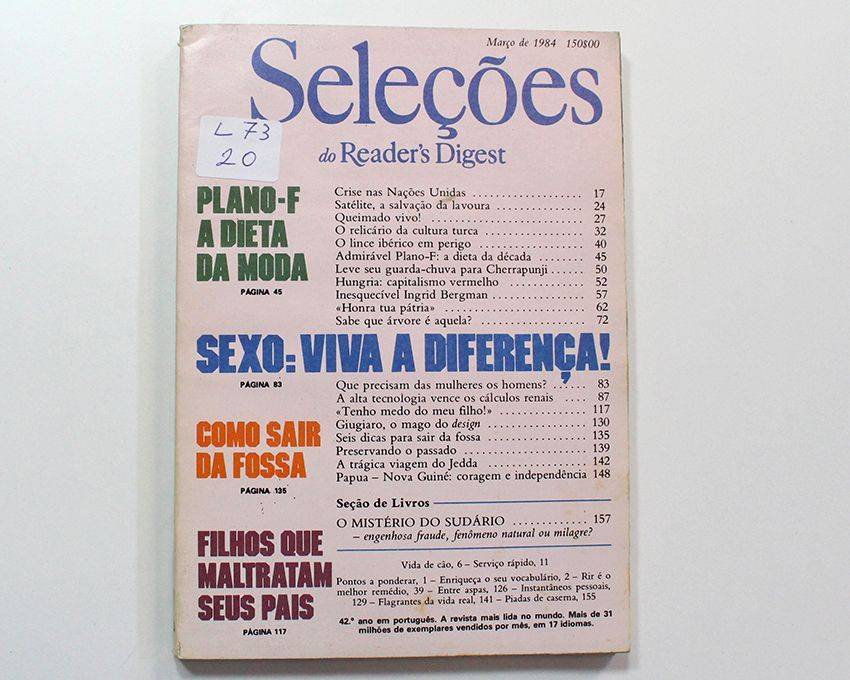 Março de 1984 150$00
Seleções
do Reader's Digest
L 73
20
PLANO-F
A DIETA
DA MODA
PÁGINA 45
Crise nas Nações Unidas .................... 17
Satélite, a salvação da lavoura ................ 24
Queimado vivo! .......................... 27
O relicário da cultura turca ................. 32
O lince ibérico em perigo ................... 40
Admirável Plano-F: a dieta da década ........ 45
Leve seu guarda-chuva para Cherrapunji ....... 50
Hungria: capitalismo vermelho .............. 52
Inesquecível Ingrid Bergman ................ 57
«Honra tua pátria» ........................ 62
Sabe que árvore é aquela? .................. 72
SEXO: VIVA A DIFERENÇA!
PÁGINA 83
Que precisam das mulheres os homens? ...... 83
A alta tecnologia vence os cálculos renais .... 87
«Tenho medo do meu filho!» ............... 117
Giugiaro, o mago do design ................ 130
Seis dicas para sair da fossa ................ 135
Preservando o passado .................... 139
A trágica viagem do Jedda ................. 142
Papua – Nova Guiné: coragem e independência 148
COMO SAIR
DA FOSSA
PÁGINA 135
Seção de Livros
O MISTÉRIO DO SUDÁRIO ............. 157
– engenhosa fraude, fenômeno natural ou milagre?
FILHOS QUE
MALTRATAM
SEUS PAIS
PÁGINA 117
Vida de cão, 6 – Serviço rápido, 11
Pontos a ponderar, 1 – Enriqueça o seu vocabulário, 2 – Rir é o
melhor remédio, 39 – Entre aspas, 126 – Instantâneos pessoais,
129 – Flagrantes da vida real, 141 – Piadas de caserna, 155
42.º ano em português. A revista mais lida no mundo. Mais de 31
milhões de exemplares vendidos por mês, em 17 idiomas.